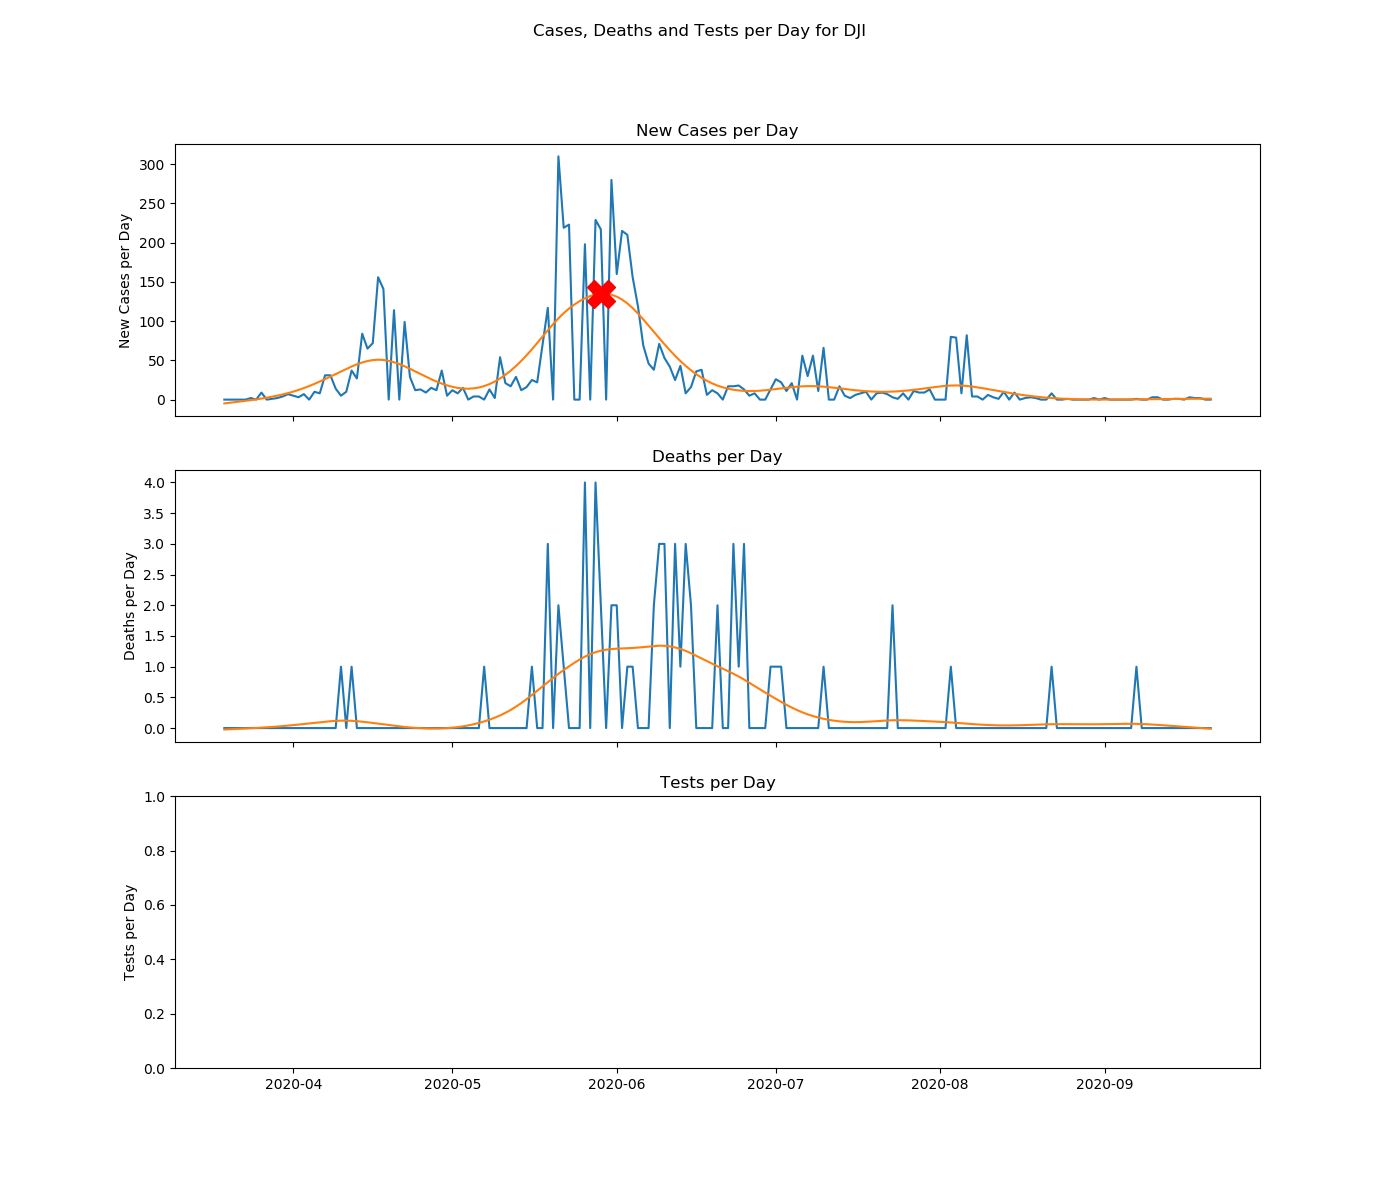 Cases, Deaths and Tests per Day for DJI
New Cases per Day
New Cases per Day
300
250
200
150
100
50
0
Deaths per Day
Deaths per Day
4.0
3.5
3.0
2.5
2.0
1.5
1.0
0.5
0.0
Tests per Day
Tests per Day
1.0
0.8
0.6
0.4
0.2
0.0
2020-04 2020-05 2020-06 2020-07 2020-08 2020-09